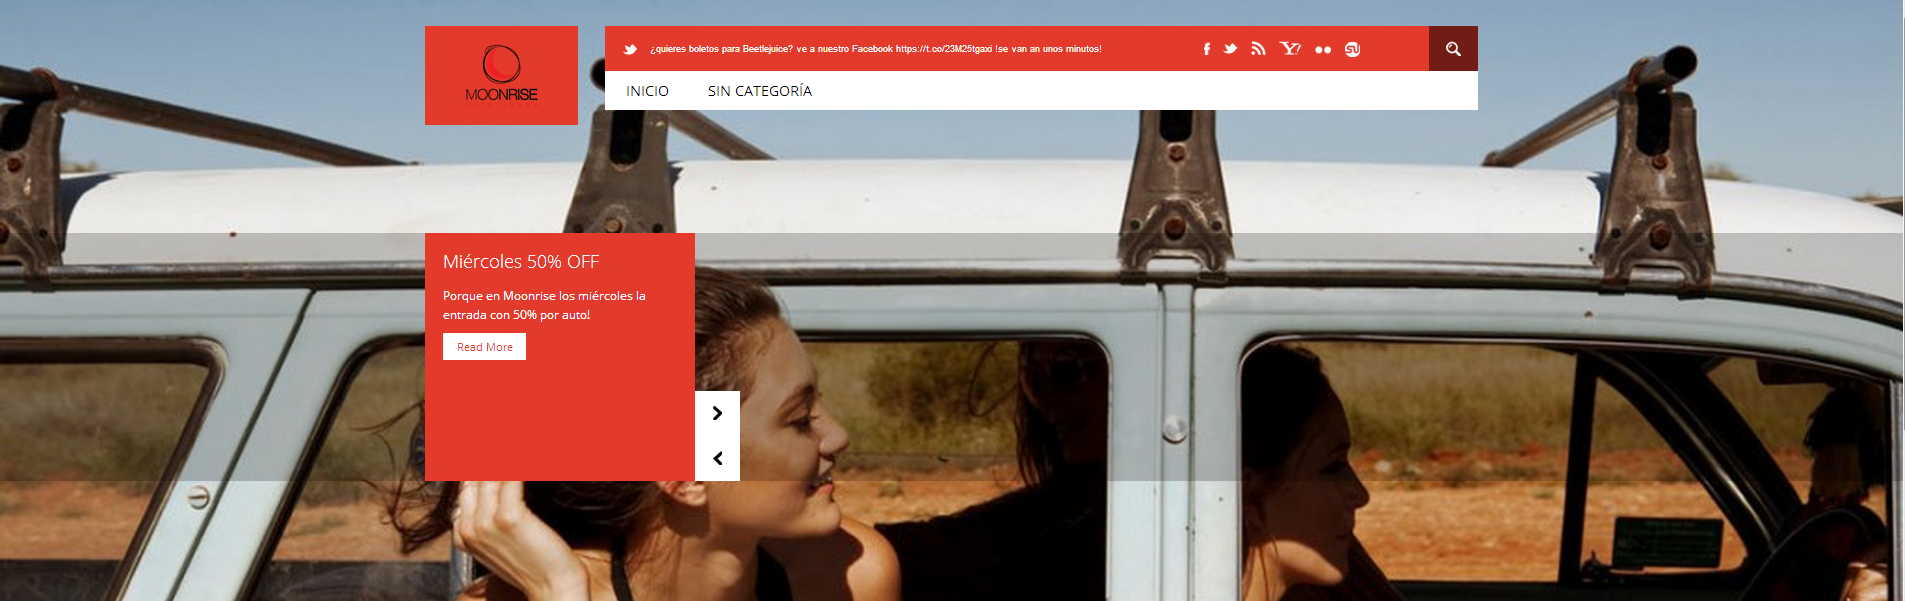 MOONRISE
¿quieres boletos para Beetlejuice? ve a nuestro Facebook https://t.co/23M25tgaxi !se van an unos minutos!
INICIO SIN CATEGORÍA
Miércoles 50% OFF
Porque en Moonrise los miércoles la
entrada con 50% por auto!
Read More